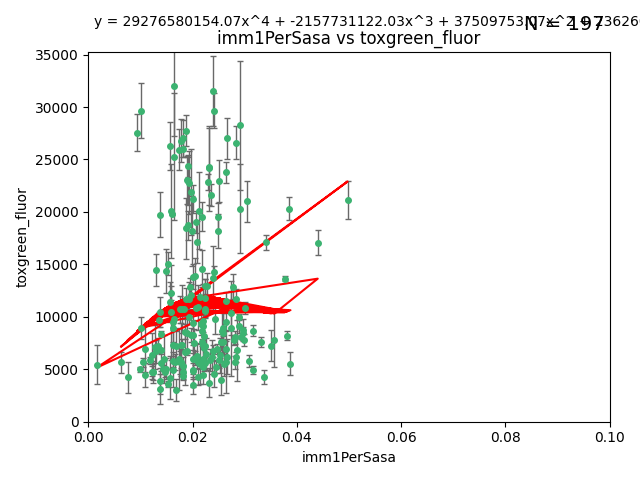 y = 29276580154.07x^4 + -2157731122.03x^3 + 37509753
N = 197
imm1PerSasa vs toxgreen_fluor
35000
30000
25000
20000
15000
10000
5000
0
toxgreen_fluor
0.00 0.02 0.04 0.06 0.08 0.10
imm1PerSasa